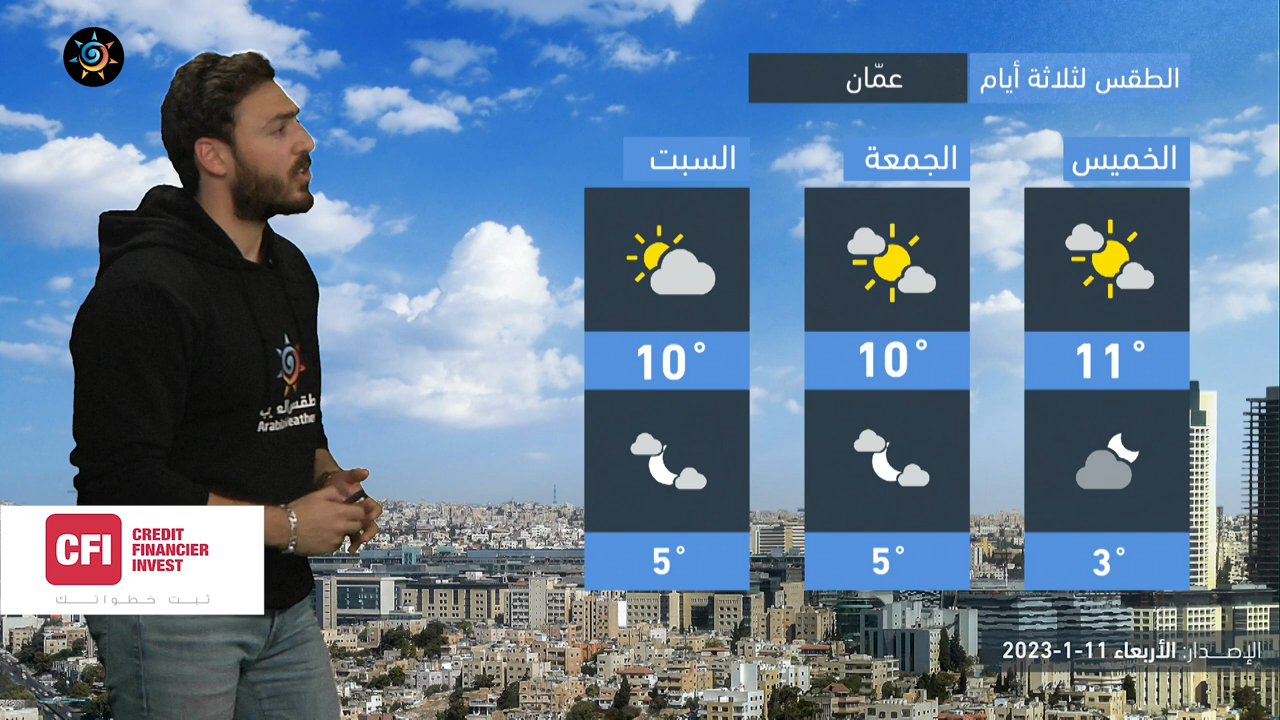 الطقس لثلاثة أيام
عمّان
الخميس
الجمعة
السبت
11°
10°
10°
3°
5°
5°
طقس العرب
ArabiaWeather
CFI
CREDIT
FINANCIER
INVEST
ثبت خطواتك
الإصـدار: الأربعاء 11-1-2023